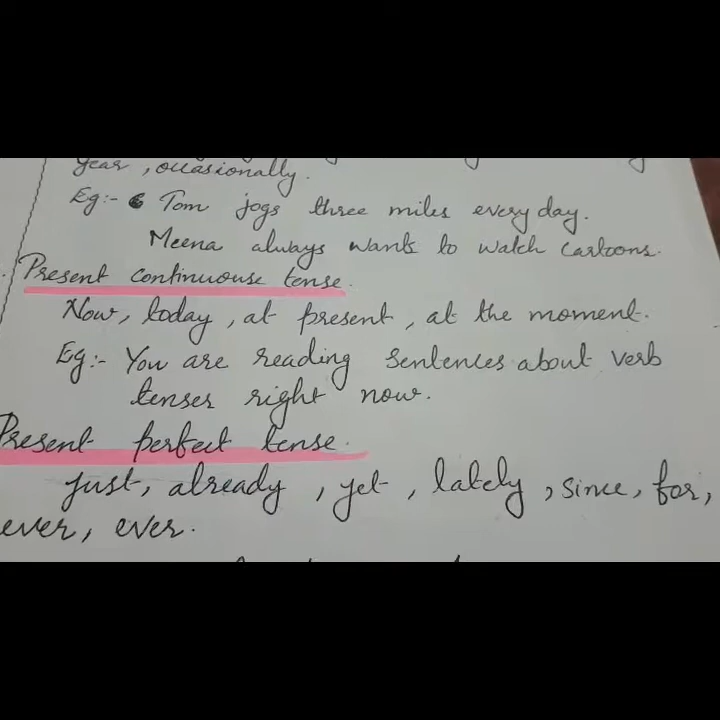 year, occasionally.
Eg:- Tom jogs three miles every day.
Meena always wants to watch cartoons.
Present continuouse tense.
Now, today, at present, at the moment.
Eg:- You are reading sentences about verb
tenses right now.
Present perfect tense.
Just, already, yet, lately, since, for,
ever, ever.